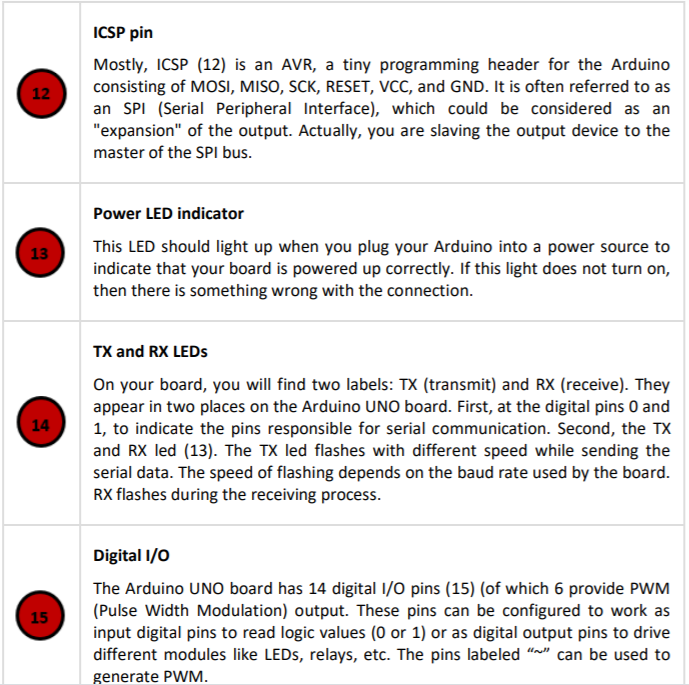 ICSP pin
12
Mostly, ICSP (12) is an AVR, a tiny programming header for the Arduino
consisting of MOSI, MISO, SCK, RESET, VCC, and GND. It is often referred to as
an SPI (Serial Peripheral Interface), which could be considered as an
"expansion" of the output. Actually, you are slaving the output device to the
master of the SPI bus.
Power LED indicator
13
This LED should light up when you plug your Arduino into a power source to
indicate that your board is powered up correctly. If this light does not turn on,
then there is something wrong with the connection.
TX and RX LEDs
14
On your board, you will find two labels: TX (transmit) and RX (receive). They
appear in two places on the Arduino UNO board. First, at the digital pins 0 and
1, to indicate the pins responsible for serial communication. Second, the TX
and RX led (13). The TX led flashes with different speed while sending the
serial data. The speed of flashing depends on the baud rate used by the board.
RX flashes during the receiving process.
Digital I/O
15
The Arduino UNO board has 14 digital I/O pins (15) (of which 6 provide PWM
(Pulse Width Modulation) output. These pins can be configured to work as
input digital pins to read logic values (0 or 1) or as digital output pins to drive
different modules like LEDs, relays, etc. The pins labeled “~” can be used to
generate PWM.